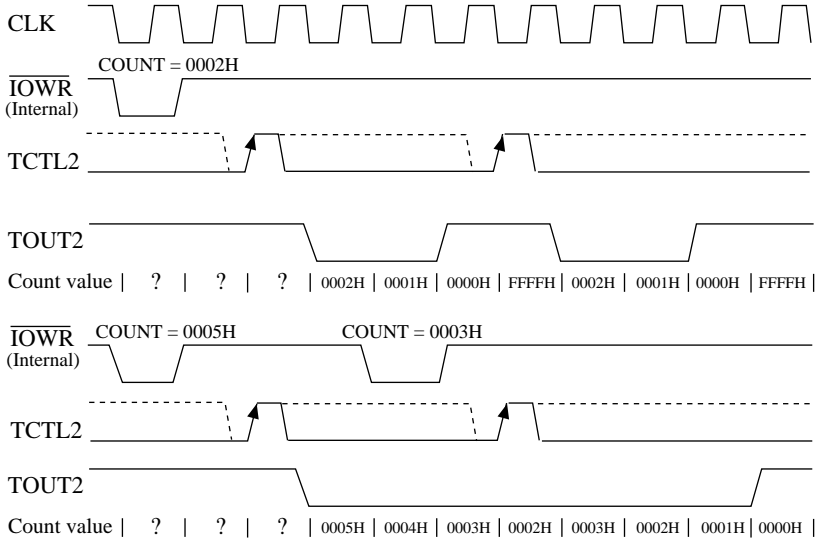 CLK
COUNT = 0002H
IOWR
(Internal)
TCTL2
TOUT2
Count value | ? | ? | ? | 0002H | 0001H | 0000H | FFFFH | 0002H | 0001H | 0000H | FFFFH |
IOWR COUNT = 0005H COUNT = 0003H
(Internal)
TCTL2
TOUT2
Count value | ? | ? | ? | 0005H | 0004H | 0003H | 0002H | 0003H | 0002H | 0001H | 0000H |